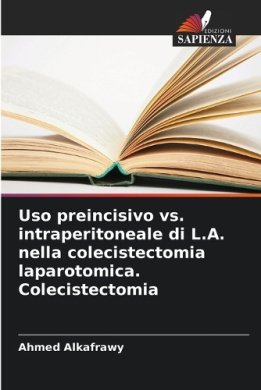 EDIZIONI
SAPIENZA
Uso preincisivo vs.
intraperitoneale di L.A.
nella colecistectomia
laparotomica.
Colecistectomia
Ahmed Alkafrawy